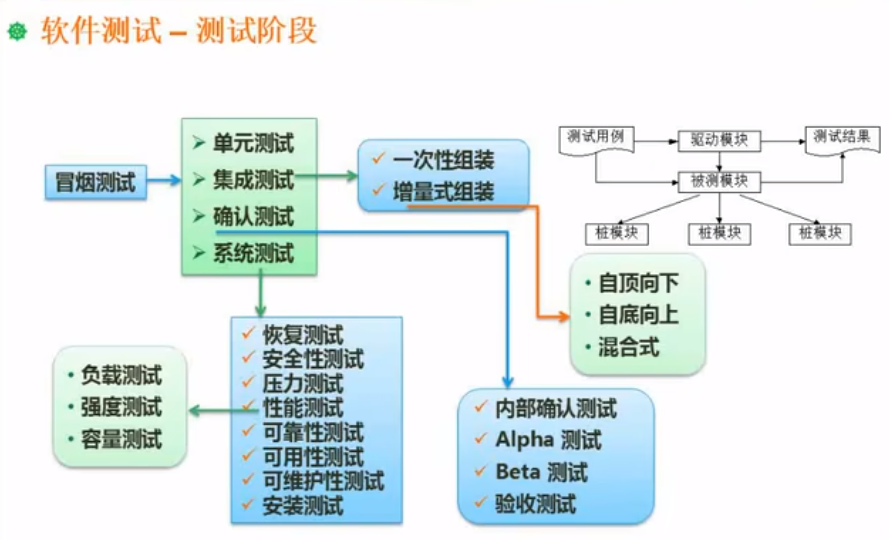 软件测试 – 测试阶段
冒烟测试
单元测试
集成测试
确认测试
系统测试
一次性组装
增量式组装
测试用例
驱动模块
测试结果
被测模块
桩模块
桩模块
桩模块
自顶向下
自底向上
混合式
恢复测试
安全性测试
压力测试
性能测试
可靠性测试
可用性测试
可维护性测试
安装测试
负载测试
强度测试
容量测试
内部确认测试
Alpha 测试
Beta 测试
验收测试